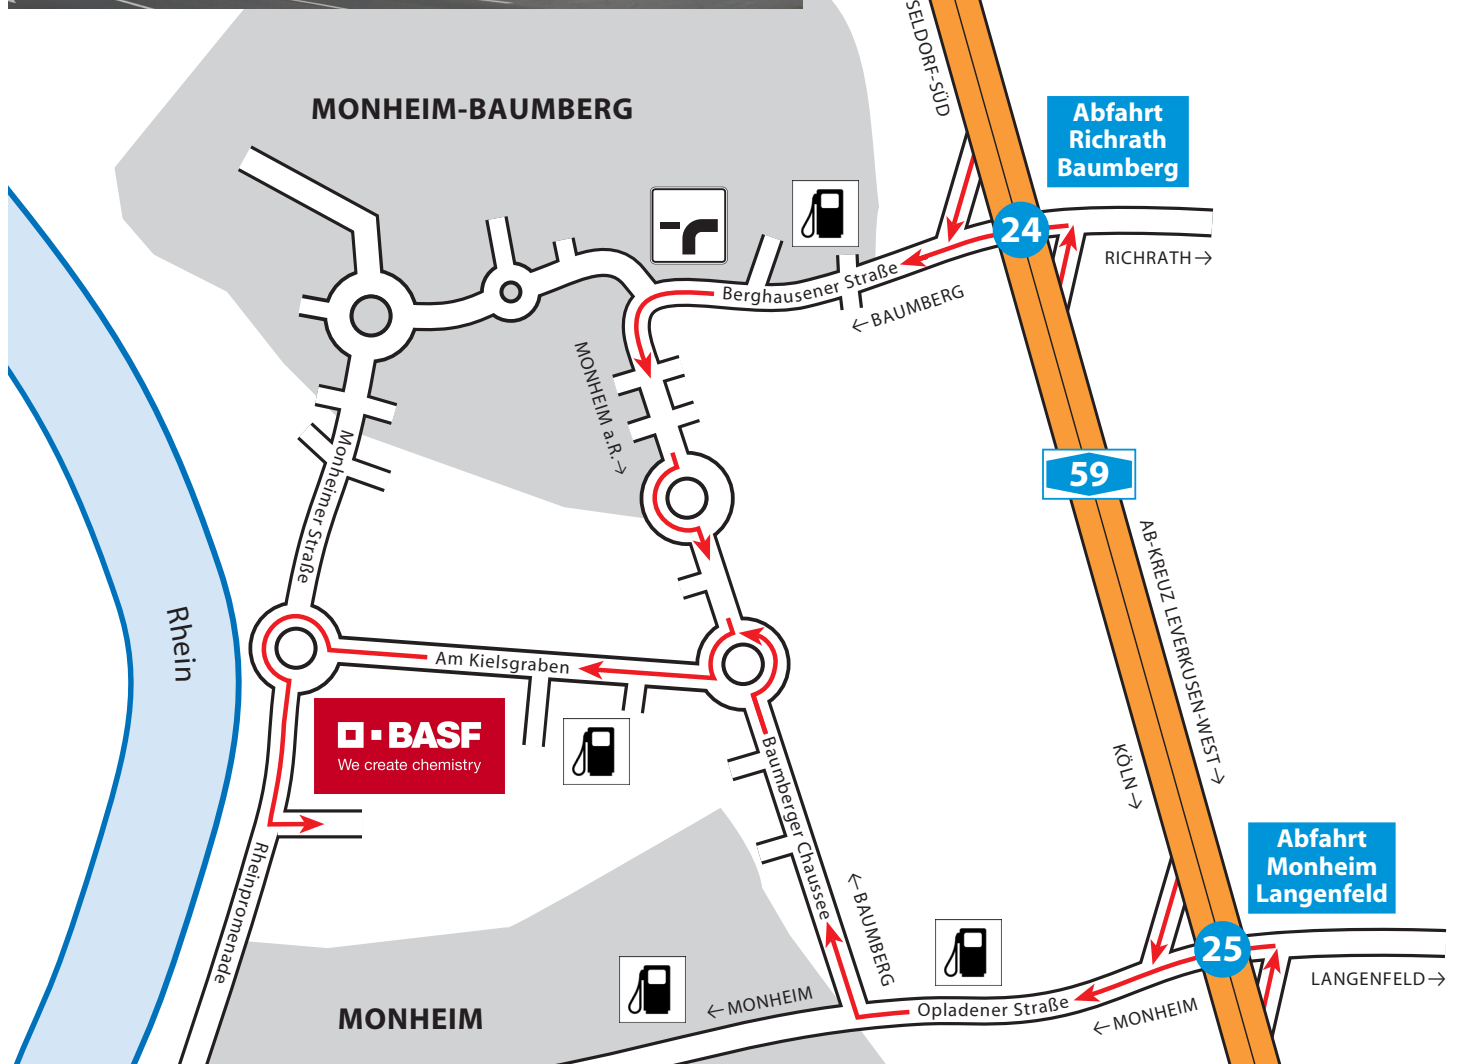 SELDORF-SÜD
MONHEIM-BAUMBERG
Abfahrt
Richrath
Baumberg
24
RICHRATH→
Berghausener Straße
←BAUMBERG
MONHEIM a.R.→
Monheimer Straße
59
AB-KREUZ LEVERKUSEN-WEST→
KÖLN→
Rhein
Am Kielsgraben
BASF
We create chemistry
Baumberger Chaussee
←BAUMBERG
Rheinpromenade
Abfahrt
Monheim
Langenfeld
25
LANGENFELD→
Opladener Straße
←MONHEIM
←MONHEIM
MONHEIM